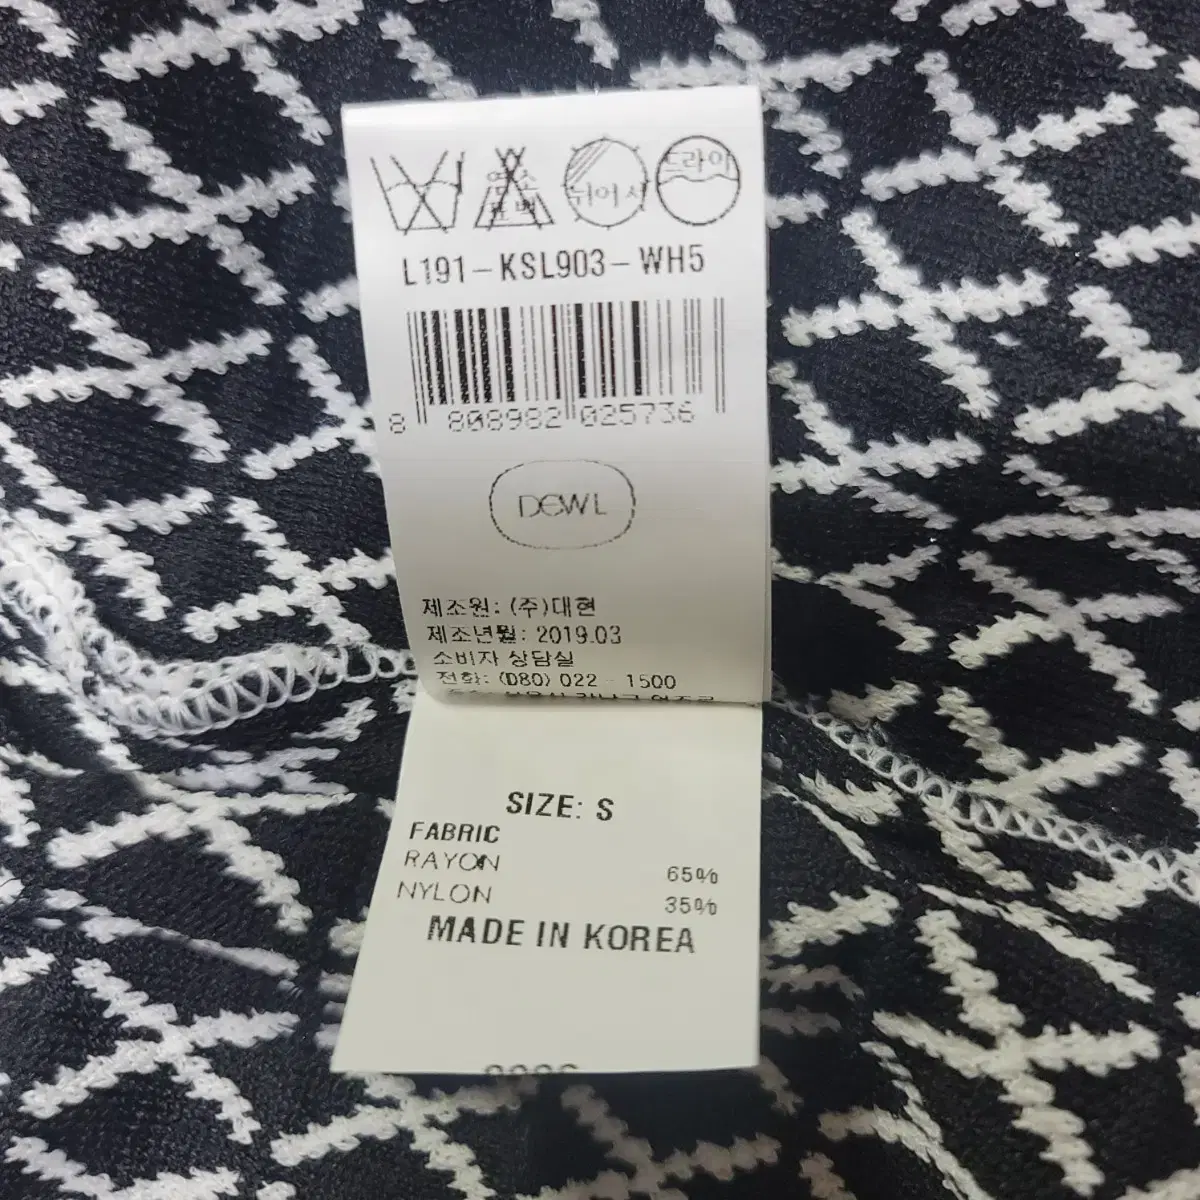 드라이
L191-KSL903-WH5
8 808982 025736
DEWL
제조원: (주)대현
제조년월: 2019.03
소비자 상담실
전화: (080) 022 - 1500
SIZE: S
FABRIC
RAYON 65%
NYLON 35%
MADE IN KOREA